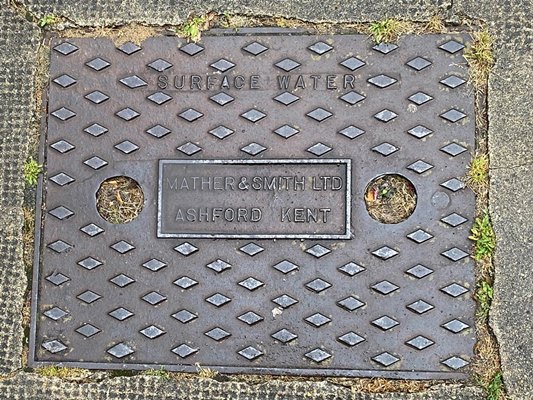 SURFACE WATER
MATHER&SMITH LTD
ASHFORD KENT